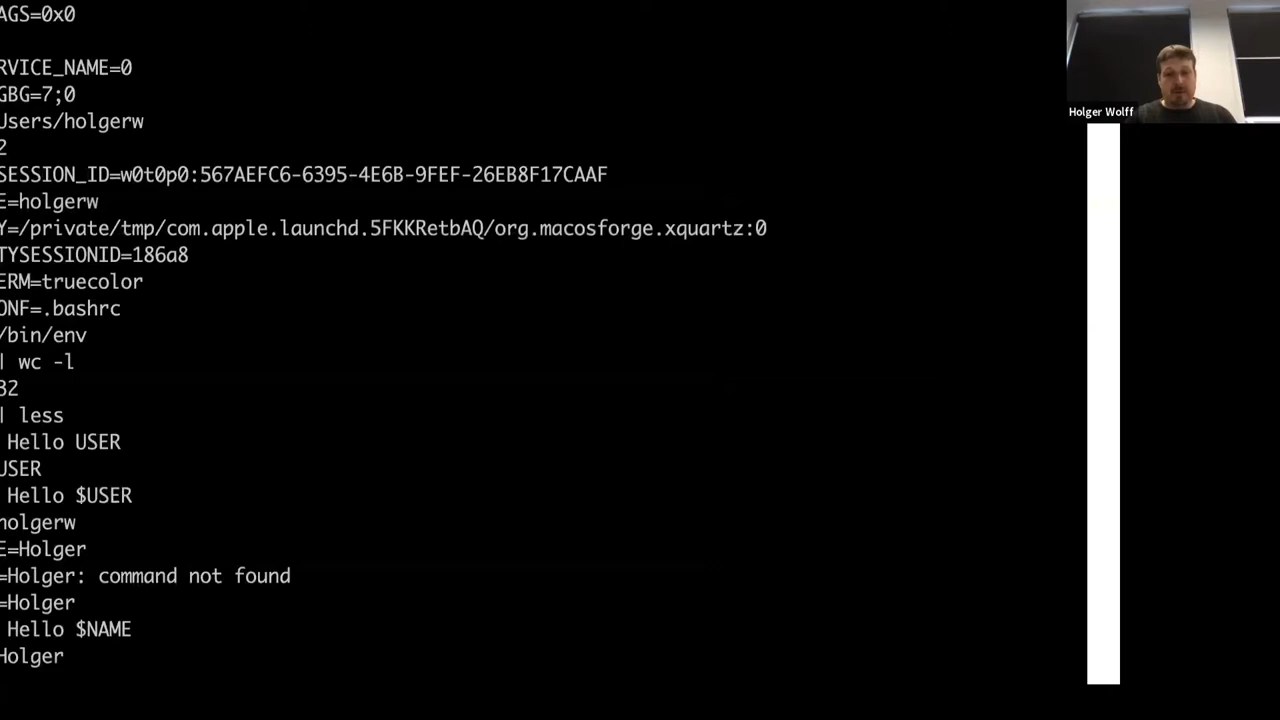 AGS=0x0
RVICE_NAME=0
GBG=7;0
Users/holgerw
2
SESSION_ID=w0t0p0:567AEFC6-6395-4E6B-9FEF-26EB8F17CAAF
E=holgerw
Y=/private/tmp/com.apple.launchd.5FKKRetbAQ/org.macosforge.xquartz:0
TYSESSIONID=186a8
ERM=truecolor
ONF=.bashrc
/bin/env
| wc -l
32
| less
Hello USER
USER
Hello $USER
holgerw
E=Holger
=Holger: command not found
=Holger
Hello $NAME
Holger
Holger Wolff